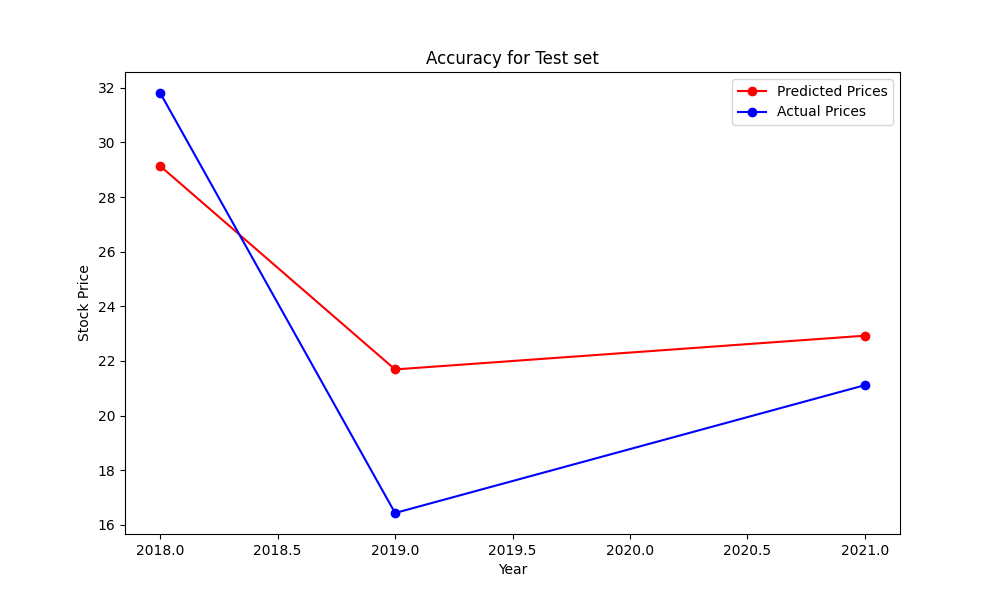 Accuracy for Test set
Predicted Prices
Actual Prices
32
30
28
26
24
22
20
18
16
Stock Price
2018.0 2018.5 2019.0 2019.5 2020.0 2020.5 2021.0
Year